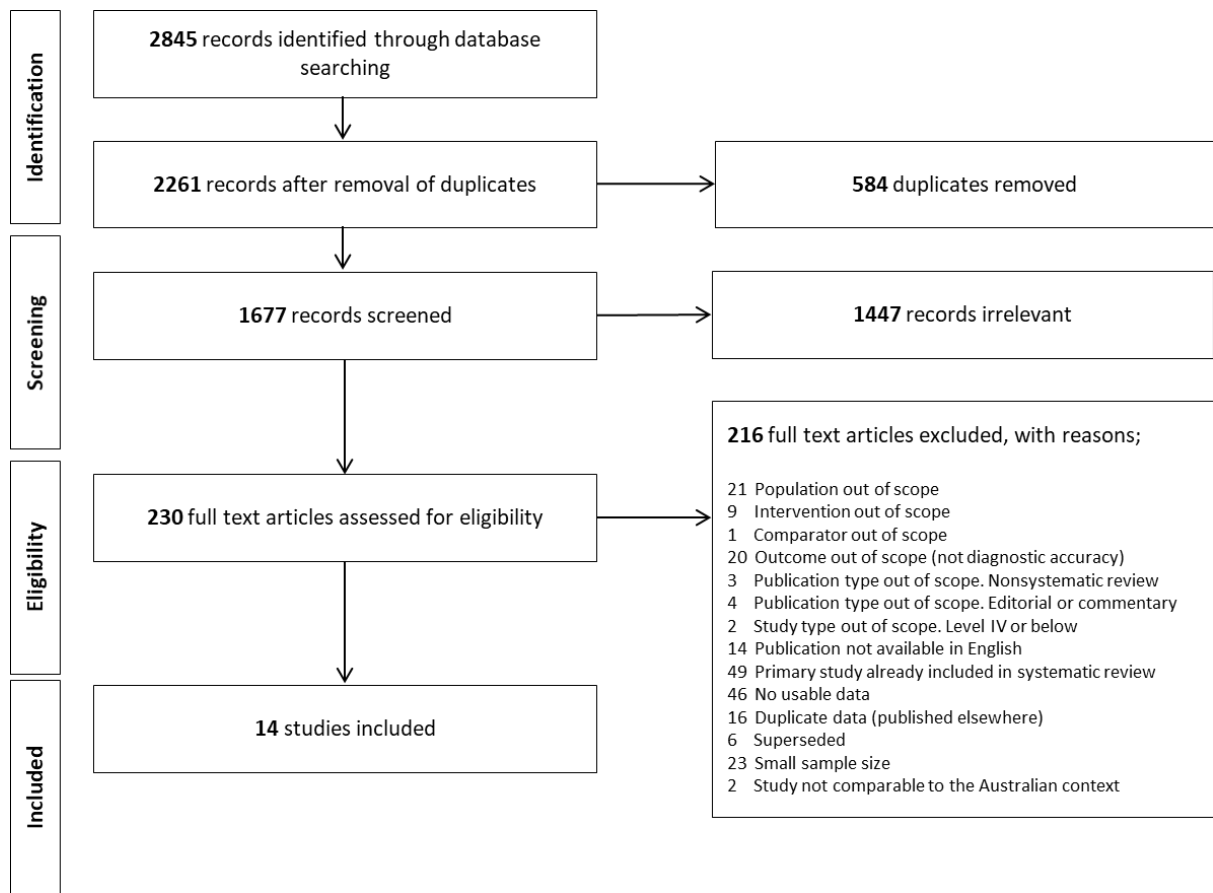 Identification
2845 records identified through database
searching
2261 records after removal of duplicates
584 duplicates removed
Screening
1677 records screened
1447 records irrelevant
Eligibility
230 full text articles assessed for eligibility
216 full text articles excluded, with reasons;
21 Population out of scope
9 Intervention out of scope
1 Comparator out of scope
20 Outcome out of scope (not diagnostic accuracy)
3 Publication type out of scope. Nonsystematic review
4 Publication type out of scope. Editorial or commentary
2 Study type out of scope. Level IV or below
14 Publication not available in English
49 Primary study already included in systematic review
46 No usable data
16 Duplicate data (published elsewhere)
6 Superseded
23 Small sample size
2 Study not comparable to the Australian context
Included
14 studies included